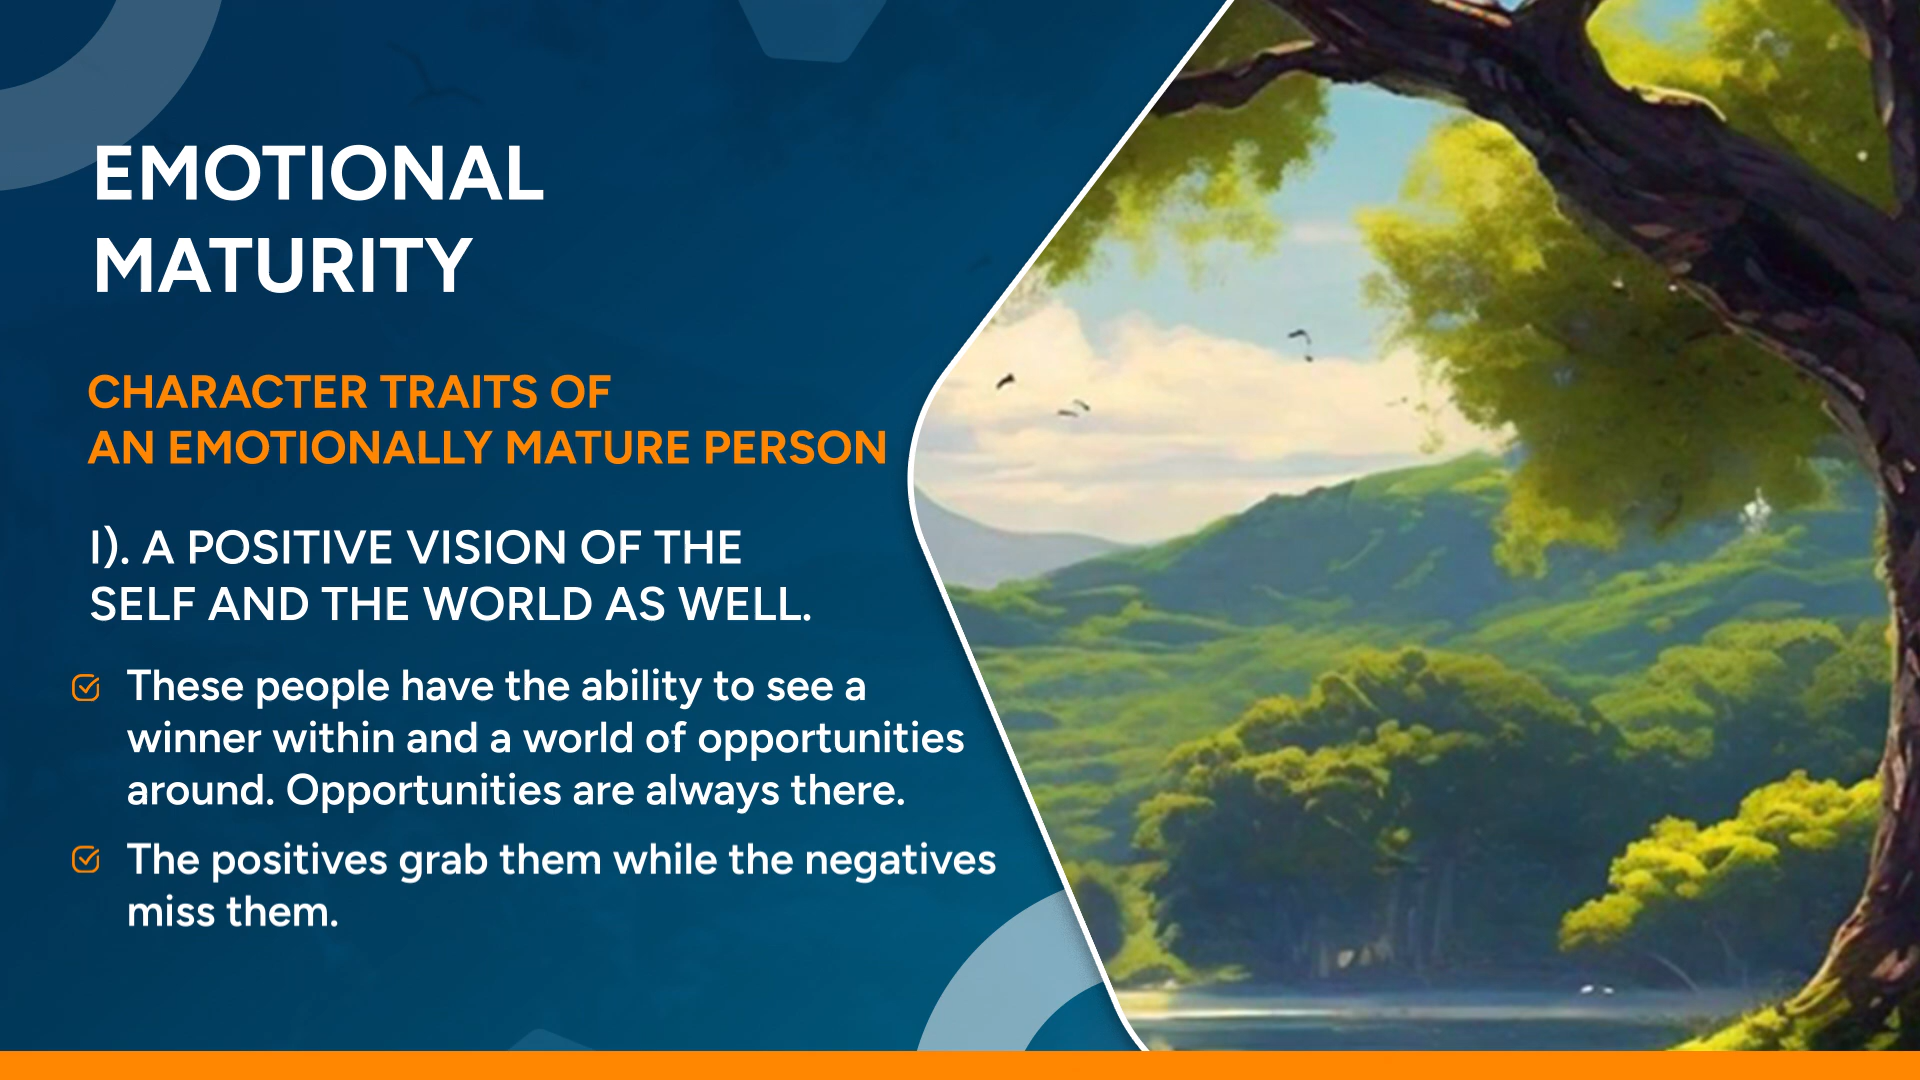 EMOTIONAL
MATURITY
CHARACTER TRAITS OF
AN EMOTIONALLY MATURE PERSON
I). A POSITIVE VISION OF THE
SELF AND THE WORLD AS WELL.
These people have the ability to see a
winner within and a world of opportunities
around. Opportunities are always there.
The positives grab them while the negatives
miss them.